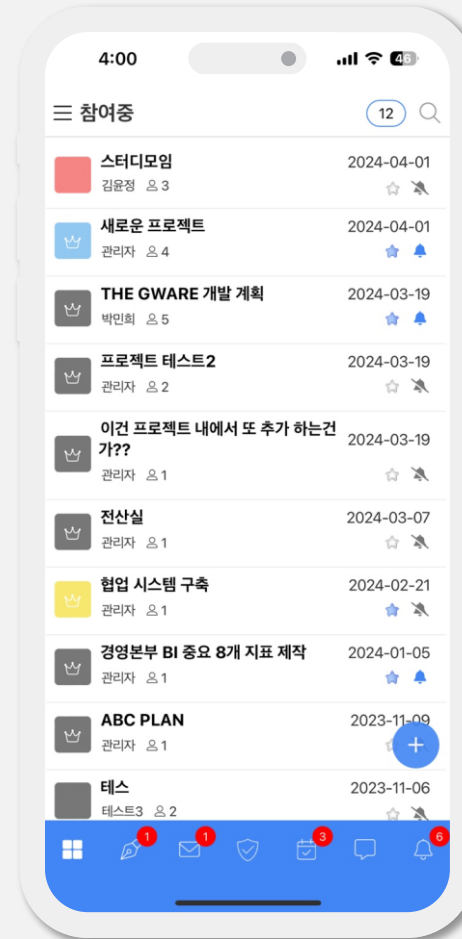 4:00
46
참여중
12
스터디모임
2024-04-01
김윤정 3
새로운 프로젝트
2024-04-01
관리자 4
THE GWARE 개발 계획
2024-03-19
박민희 5
프로젝트 테스트2
2024-03-19
관리자 2
이건 프로젝트 내에서 또 추가 하는건
가??
2024-03-19
관리자 1
전산실
2024-03-07
관리자 1
협업 시스템 구축
2024-02-21
관리자 1
경영본부 BI 중요 8개 지표 제작
2024-01-05
관리자 1
ABC PLAN
2023-11-09
관리자 1
테스
2023-11-06
테스트3 2
1
1
3
6